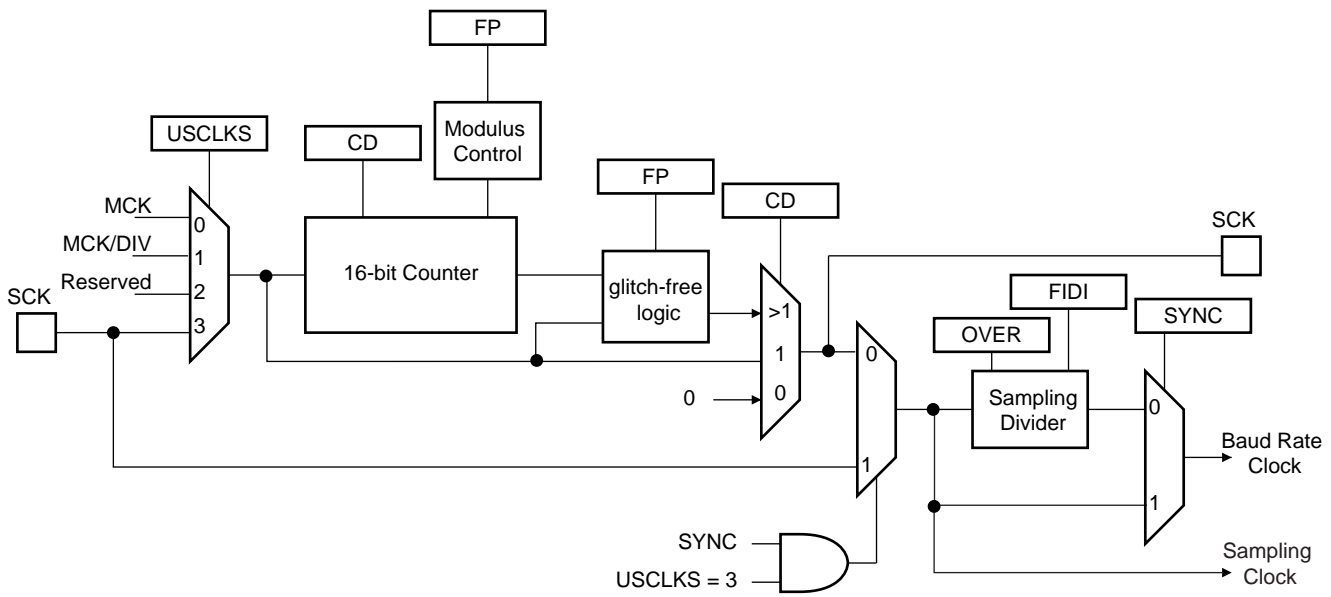 FP
USCLKS
CD
Modulus
Control
FP
CD
MCK
0
MCK/DIV
1
Reserved
2
SCK
3
16-bit Counter
glitch-free
logic
>1
1
0
0
SCK
FIDI
OVER
SYNC
0
1
Sampling
Divider
0
1
Baud Rate
Clock
SYNC
USCLKS = 3
Sampling
Clock